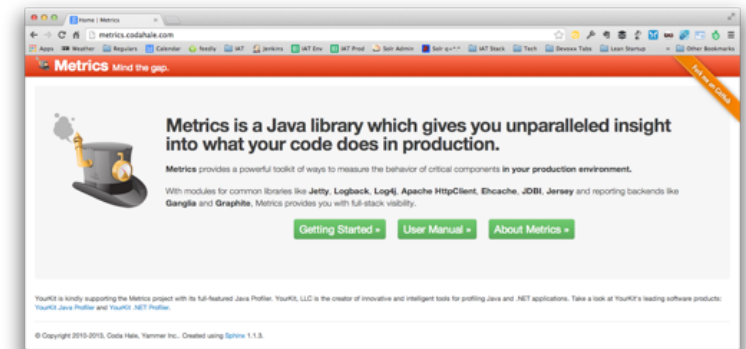 Home | Metrics
metrics.codahale.com
Apps Weather Regulars Calendar feedly IAT Jenkins IAT Env IAT Prod Solr Admin Solr q=*:* IAT Stack Tech Devoxx Tabs Lean Startup » Other Bookmarks
Metrics Mind the gap.
Fork me on GitHub
Metrics is a Java library which gives you unparalleled insight
into what your code does in production.
Metrics provides a powerful toolkit of ways to measure the behavior of critical components in your production environment.
With modules for common libraries like Jetty, Logback, Log4j, Apache HttpClient, Ehcache, JDBI, Jersey and reporting backends like
Ganglia and Graphite, Metrics provides you with full-stack visibility.
Getting Started »
User Manual »
About Metrics »
YourKit is kindly supporting the Metrics project with its full-featured Java Profiler. YourKit, LLC is the creator of innovative and intelligent tools for profiling Java and .NET applications. Take a look at YourKit's leading software products:
YourKit Java Profiler and YourKit .NET Profiler.
© Copyright 2010-2013, Coda Hale, Yammer Inc.. Created using Sphinx 1.1.3.